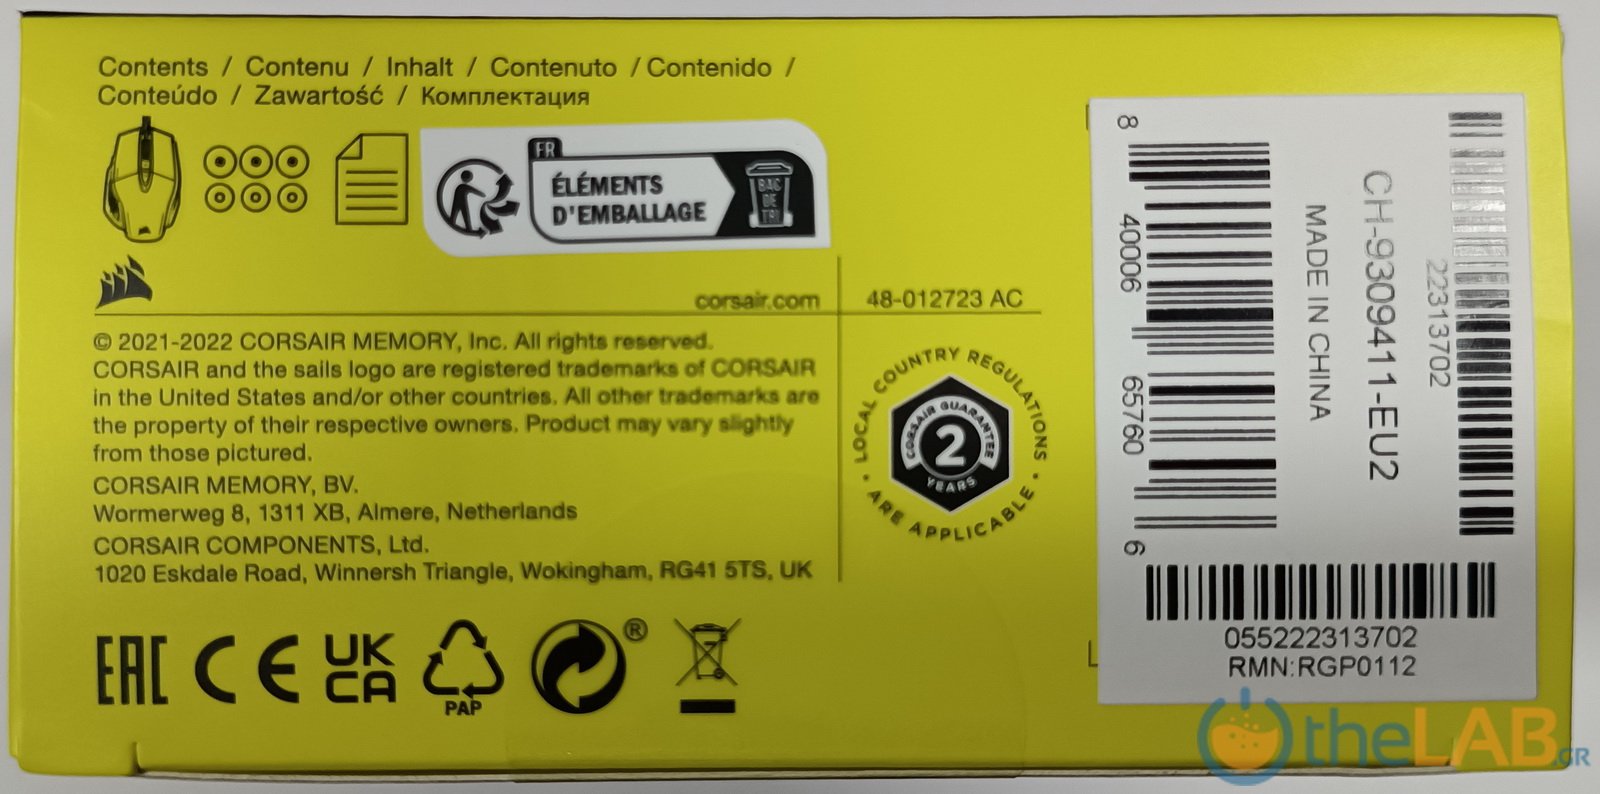 Contents / Contenu / Inhalt / Contenuto / Contenido /
Conteúdo / Zawartość / Комплектация
FR
ÉLÉMENTS
D'EMBALLAGE
BAC
DE
TRI
corsair.com
48-012723 AC
© 2021-2022 CORSAIR MEMORY, Inc. All rights reserved.
CORSAIR and the sails logo are registered trademarks of CORSAIR
in the United States and/or other countries. All other trademarks are
the property of their respective owners. Product may vary slightly
from those pictured.
CORSAIR MEMORY, BV.
Wormerweg 8, 1311 XB, Almere, Netherlands
CORSAIR COMPONENTS, Ltd.
1020 Eskdale Road, Winnersh Triangle, Wokingham, RG41 5TS, UK
LOCAL COUNTRY REGULATIONS
· ARE APPLICABLE ·
CORSAIR GUARANTEE
2
YEARS
EAC
CE
UK
CA
PAP
®
8 40006 65760 6
MADE IN CHINA
CH-9309411-EU2
22313702
055222313702
RMN:RGP0112
theLAB.GR